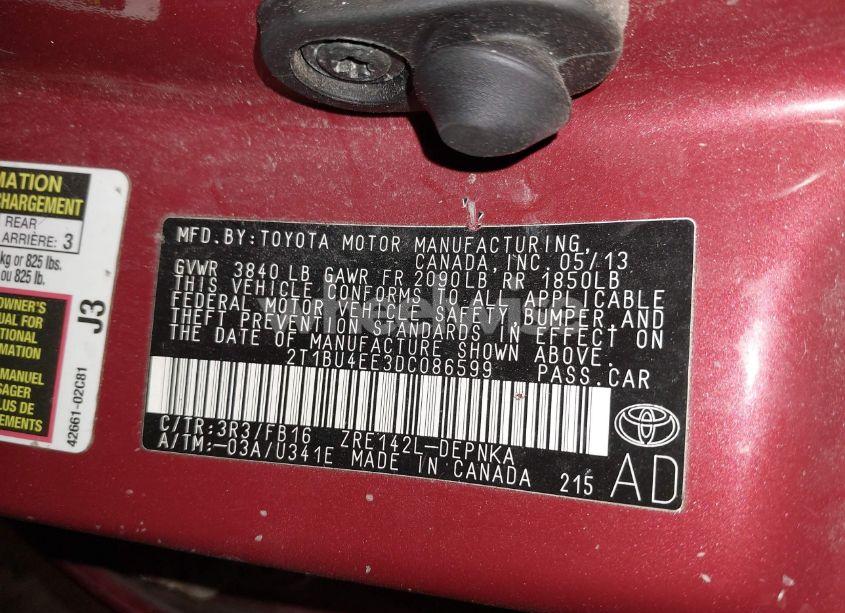 MATION
CHARGEMENT
REAR
ARRIÈRE: 3
kg or 825 lbs.
ou 825 lb.
OWNER'S
UAL FOR
TIONAL
RMATION
MANUEL
SAGER
PLUS DE
EMENTS
42661-02C81
J3
MFD.BY:TOYOTA MOTOR MANUFACTURING,
CANADA, INC. 05/13
GVWR 3840 LB GAWR FR 2090LB RR 1850LB
THIS VEHICLE CONFORMS TO ALL APPLICABLE
FEDERAL MOTOR VEHICLE SAFETY, BUMPER, AND
THEFT PREVENTION STANDARDS IN EFFECT ON
THE DATE OF MANUFACTURE SHOWN ABOVE.
2T1BU4EE3DC086599 PASS.CAR
C/TR:3R3/FB16 ZRE142L-DEPNKA
A/TM:-03A/U341E MADE IN CANADA 215
AD